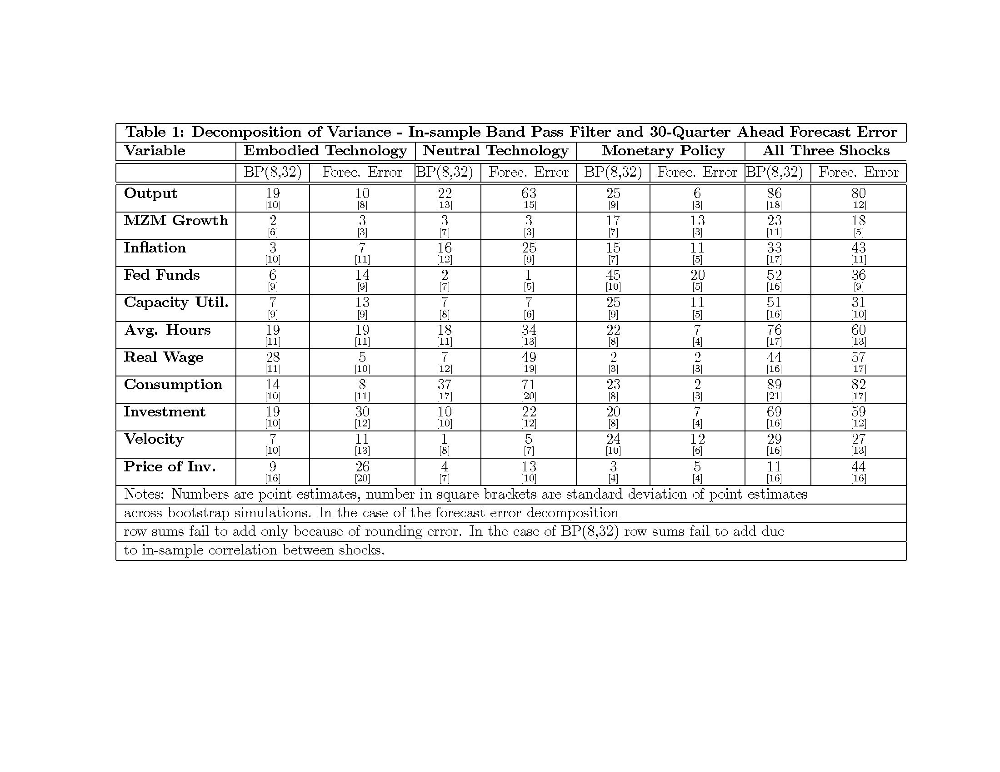 Table 1: Decomposition of Variance - In-sample Band Pass Filter and 30-Quarter Ahead Forecast Error
Variable Embodied Technology Neutral Technology Monetary Policy All Three Shocks
BP(8,32) Forec. Error BP(8,32) Forec. Error BP(8,32) Forec. Error BP(8,32) Forec. Error
Output 19 10 22 63 25 6 86 80
[10] [8] [13] [15] [9] [3] [18] [12]
MZM Growth 2 3 3 3 17 13 23 18
[6] [3] [7] [3] [7] [3] [11] [5]
Inflation 3 7 16 25 15 11 33 43
[10] [11] [12] [9] [7] [5] [17] [11]
Fed Funds 6 14 2 1 45 20 52 36
[9] [9] [7] [5] [10] [5] [16] [9]
Capacity Util. 7 13 7 7 25 11 51 31
[9] [9] [8] [6] [9] [5] [16] [10]
Avg. Hours 19 19 18 34 22 7 76 60
[11] [11] [11] [13] [8] [4] [17] [13]
Real Wage 28 5 7 49 2 2 44 57
[11] [10] [12] [19] [3] [3] [16] [17]
Consumption 14 8 37 71 23 2 89 82
[10] [11] [17] [20] [8] [3] [21] [17]
Investment 19 30 10 22 20 7 69 59
[10] [12] [10] [12] [8] [4] [16] [12]
Velocity 7 11 1 5 24 12 29 27
[10] [13] [8] [7] [10] [6] [16] [13]
Price of Inv. 9 26 4 13 3 5 11 44
[16] [20] [7] [10] [4] [4] [16] [16]
Notes: Numbers are point estimates, number in square brackets are standard deviation of point estimates
across bootstrap simulations. In the case of the forecast error decomposition
row sums fail to add only because of rounding error. In the case of BP(8,32) row sums fail to add due
to in-sample correlation between shocks.